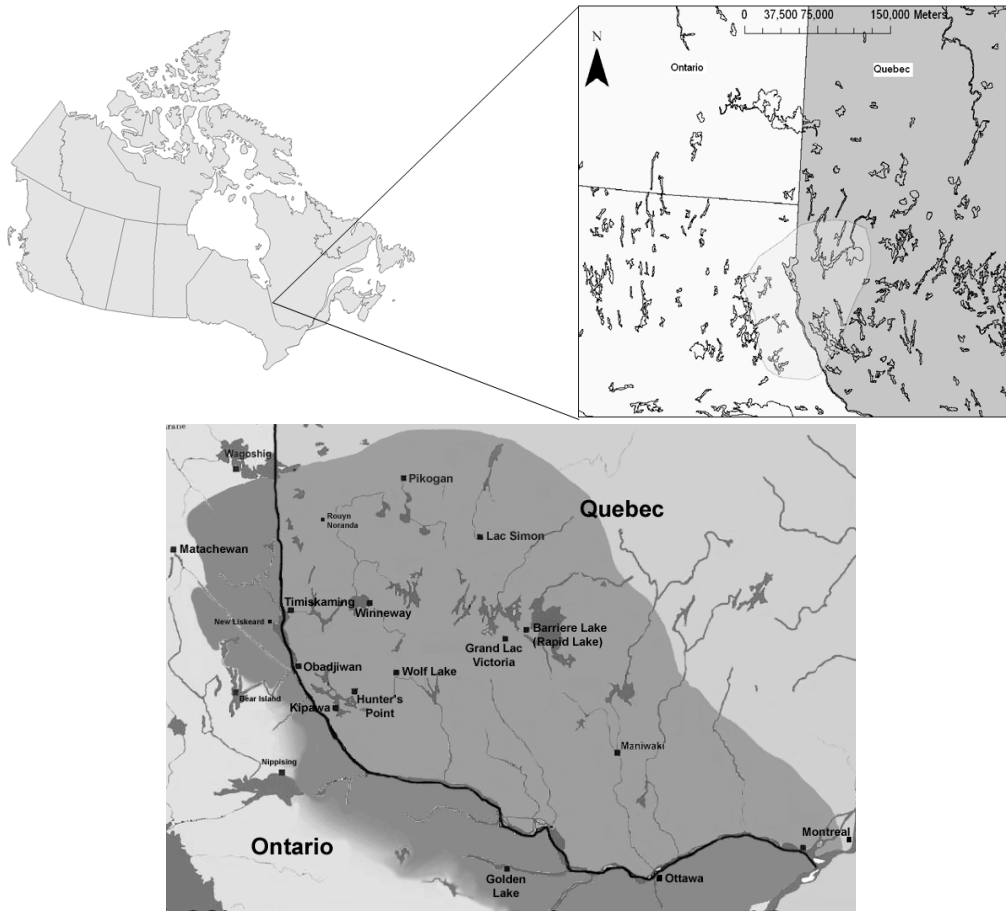 0 37,500 75,000 150,000 Meters
N
Ontario
Quebec
Wagoshig
Pikogan
Quebec
Rouyn
Noranda
Lac Simon
Matachewan
Timiskaming
Winneway
New Liskeard
Barriere Lake
(Rapid Lake)
Grand Lac
Victoria
Obadjiwan
Wolf Lake
Bear Island
Hunter's
Point
Kipawa
Maniwaki
Nippising
Ontario
Montreal
Golden
Lake
Ottawa